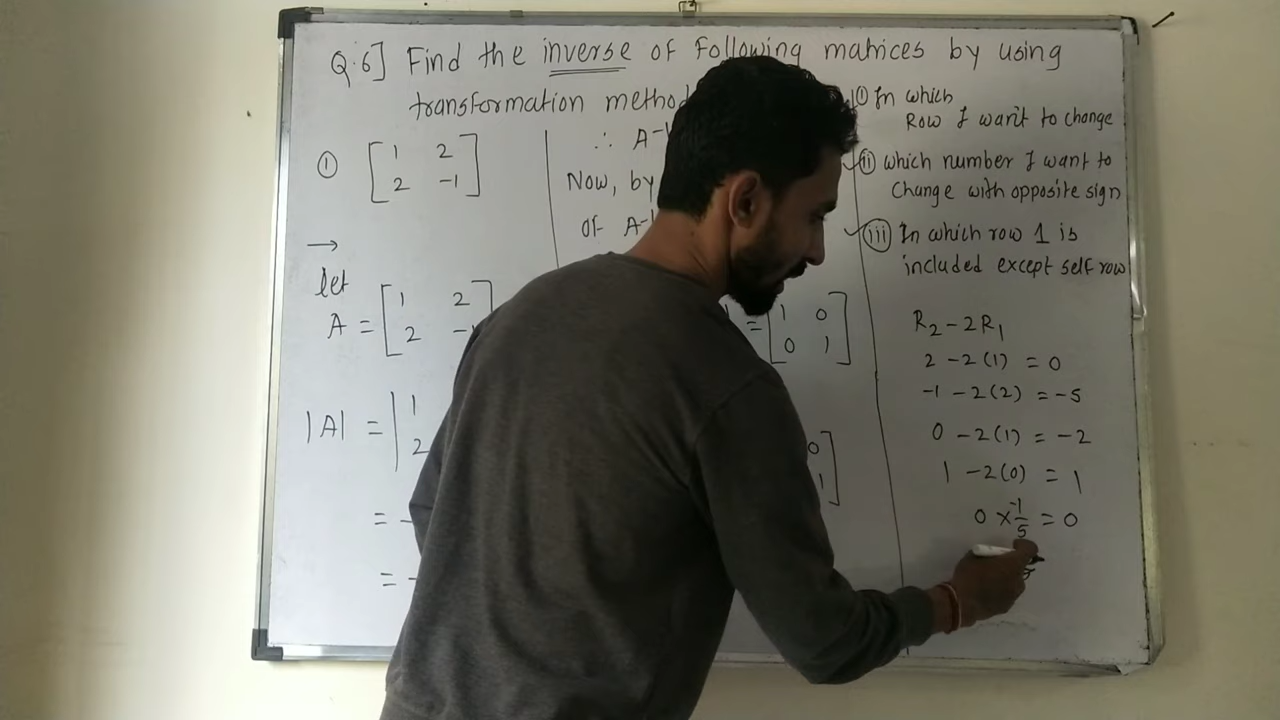 Q.6] Find the inverse of following matrices by using
transformation method
① [ 1 2
2 -1 ]
→
let
A = [ 1 2
2 -
|A| = | 1
2
= -
= -
∴ A-1
Now, by
of A-1
= [ 1 0
0 1 ]
0
1 ]
① In which
Row I want to change
✓ⅱ which number I want to
Change with opposite sign
✓ⅲ In which row 1 is
included except self row
R2 - 2R1
2 - 2(1) = 0
-1 - 2(2) = -5
0 - 2(1) = -2
1 - 2(0) = 1
0 × -1/5 = 0